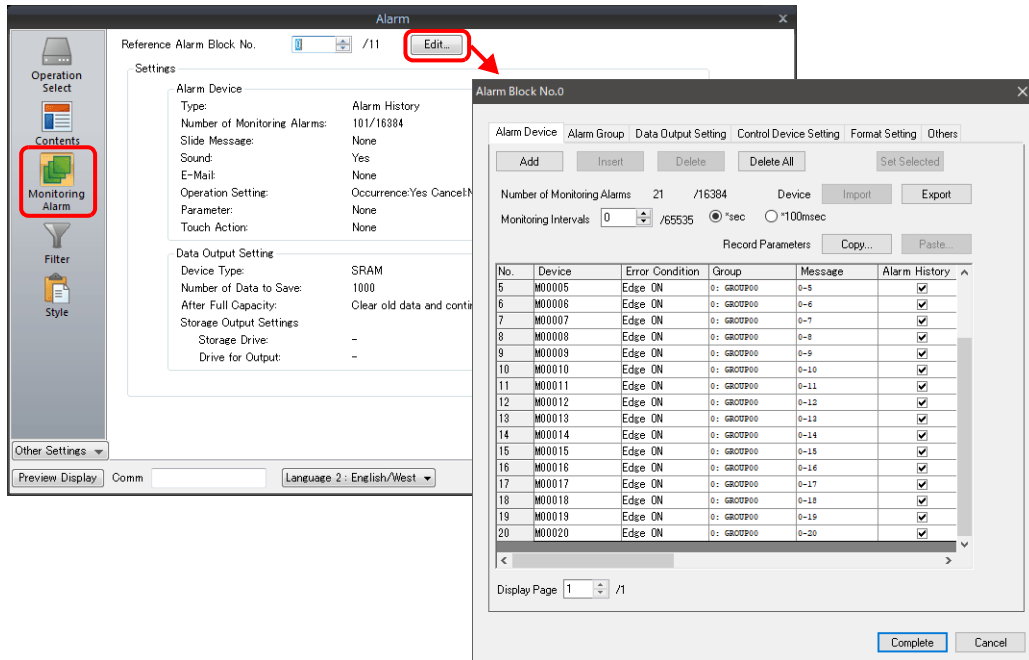 Alarm
x
Reference Alarm Block No. 0 /11 Edit...
Operation
Select
Contents
Monitoring
Alarm
Filter
Style
Other Settings
Settings
Alarm Device
Type: Alarm History
Number of Monitoring Alarms: 101/16384
Slide Message: None
Sound: Yes
E-Mail: None
Operation Setting: Occurrence:Yes Cancel:N
Parameter: None
Touch Action: None
Data Output Setting
Device Type: SRAM
Number of Data to Save: 1000
After Full Capacity: Clear old data and contin
Storage Output Settings
Storage Drive: -
Drive for Output: -
Preview Display Comm Language 2 : English/West
Alarm Block No.0
Alarm Device Alarm Group Data Output Setting Control Device Setting Format Setting Others
Add Insert Delete Delete All Set Selected
Number of Monitoring Alarms 21 /16384 Device Import Export
Monitoring Intervals 0 /65535 *sec *100msec
Record Parameters Copy... Paste...
No. Device Error Condition Group Message Alarm History
5 M00005 Edge ON 0: GROUP00 0-5
6 M00006 Edge ON 0: GROUP00 0-6
7 M00007 Edge ON 0: GROUP00 0-7
8 M00008 Edge ON 0: GROUP00 0-8
9 M00009 Edge ON 0: GROUP00 0-9
10 M00010 Edge ON 0: GROUP00 0-10
11 M00011 Edge ON 0: GROUP00 0-11
12 M00012 Edge ON 0: GROUP00 0-12
13 M00013 Edge ON 0: GROUP00 0-13
14 M00014 Edge ON 0: GROUP00 0-14
15 M00015 Edge ON 0: GROUP00 0-15
16 M00016 Edge ON 0: GROUP00 0-16
17 M00017 Edge ON 0: GROUP00 0-17
18 M00018 Edge ON 0: GROUP00 0-18
19 M00019 Edge ON 0: GROUP00 0-19
20 M00020 Edge ON 0: GROUP00 0-20
Display Page 1 /1
Complete Cancel